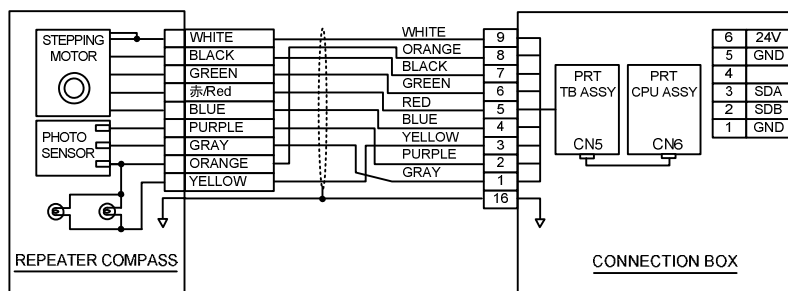 STEPPING
MOTOR
PHOTO
SENSOR
REPEATER COMPASS
WHITE
BLACK
GREEN
赤/Red
BLUE
PURPLE
GRAY
ORANGE
YELLOW
WHITE
ORANGE
BLACK
GREEN
RED
BLUE
YELLOW
PURPLE
GRAY
9
8
7
6
5
4
3
2
1
16
PRT
TB ASSY
CN5
PRT
CPU ASSY
CN6
6 24V
5 GND
4
3 SDA
2 SDB
1 GND
CONNECTION BOX